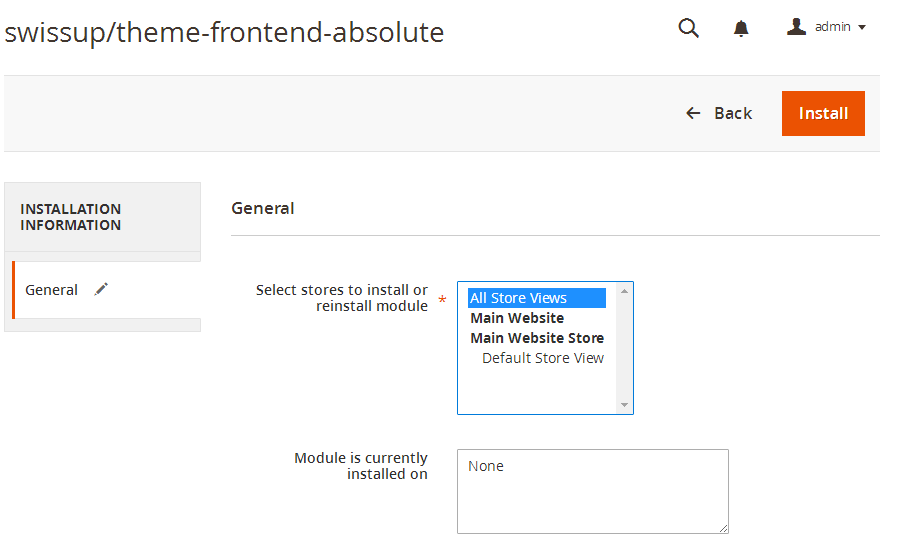 swissup/theme-frontend-absolute
admin
Back
Install
INSTALLATION
INFORMATION
General
General
Select stores to install or
reinstall module *
All Store Views
Main Website
Main Website Store
Default Store View
Module is currently
installed on
None